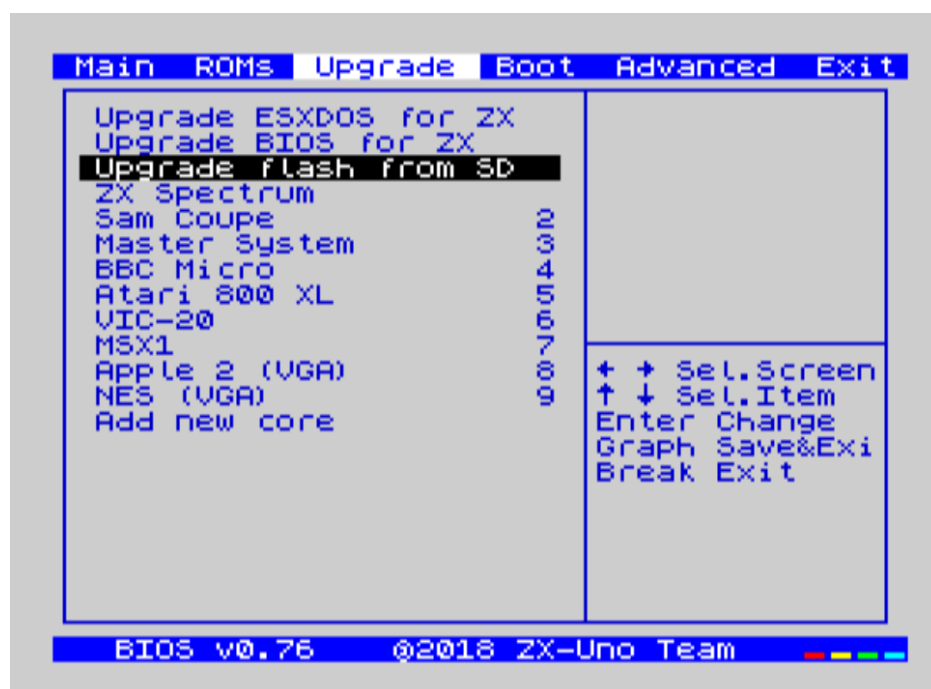 Main ROMs Upgrade Boot Advanced Exit
Upgrade ESXDOS for ZX
Upgrade BIOS for ZX
Upgrade flash from SD
ZX Spectrum
Sam Coupe 2
Master System 3
BBC Micro 4
Atari 800 XL 5
VIC-20 6
MSX1 7
Apple 2 (VGA) 8
NES (VGA) 9
Add new core
← → Sel.Screen
↑ ↓ Sel.Item
Enter Change
Graph Save&Exi
Break Exit
BIOS v0.76 @2018 ZX-Uno Team